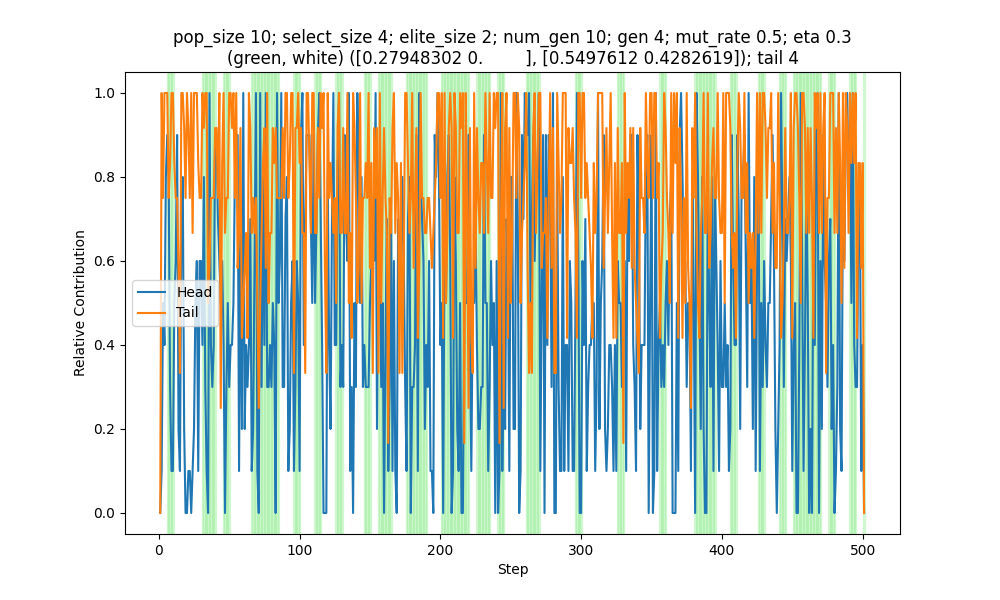 pop_size 10; select_size 4; elite_size 2; num_gen 10; gen 4; mut_rate 0.5; eta 0.3
(green, white) ([0.27948302 0.        ], [0.5497612 0.4282619]); tail 4
1.0
0.8
0.6
0.4
0.2
0.0
Relative Contribution
Head
Tail
0
100
200
300
400
500
Step